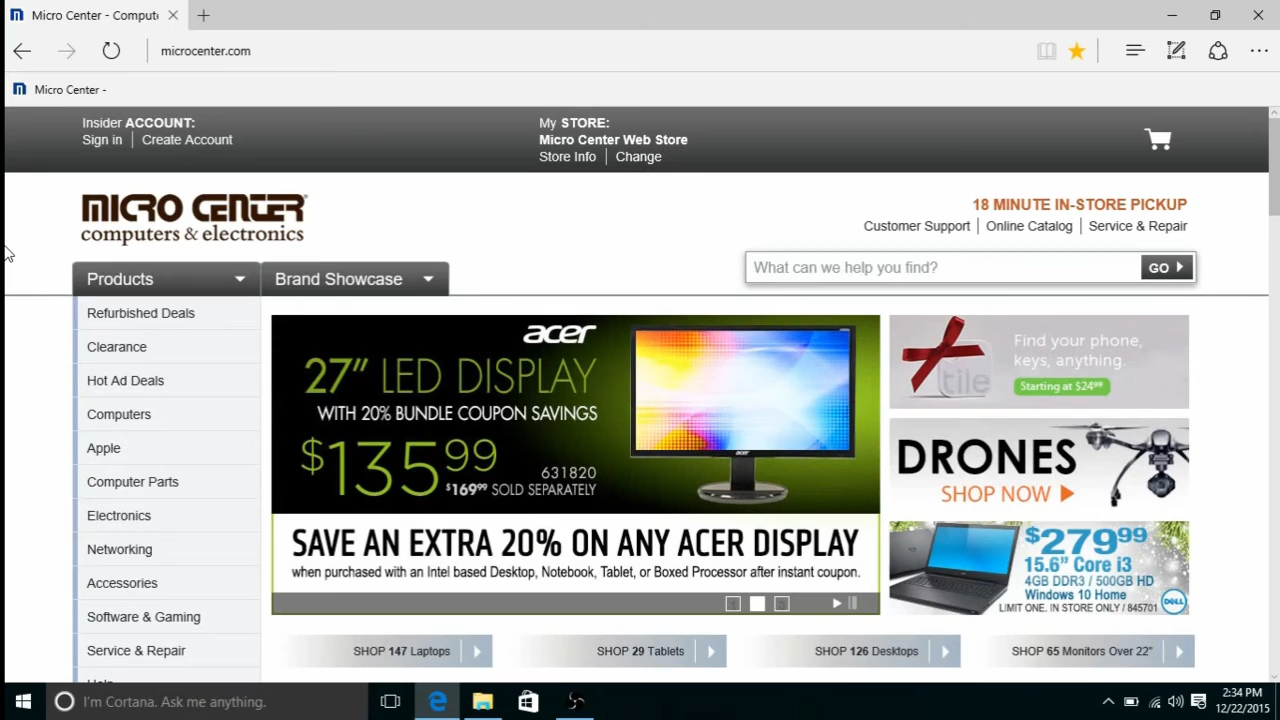 Micro Center - Comput
microcenter.com
Micro Center -
Insider ACCOUNT:
Sign in
Create Account
My STORE:
Micro Center Web Store
Store Info
Change
MICRO CENTER
computers & electronics
18 MINUTE IN-STORE PICKUP
Customer Support
Online Catalog
Service & Repair
What can we help you find?
GO
Products
Brand Showcase
Refurbished Deals
Clearance
Hot Ad Deals
Computers
Apple
Computer Parts
Electronics
Networking
Accessories
Software & Gaming
Service & Repair
acer
27" LED DISPLAY
WITH 20% BUNDLE COUPON SAVINGS
$135.99
631820
$169.99 SOLD SEPARATELY
acer
SAVE AN EXTRA 20% ON ANY ACER DISPLAY
when purchased with an Intel based Desktop, Notebook, Tablet, or Boxed Processor after instant coupon.
Find your phone,
keys, anything.
tile
Starting at $24.99
DRONES
SHOP NOW
$279.99
15.6" Core i3
4GB DDR3 / 500GB HD
Windows 10 Home
LIMIT ONE. IN STORE ONLY / 845701
DELL
SHOP 147 Laptops
SHOP 29 Tablets
SHOP 126 Desktops
SHOP 65 Monitors Over 22"
I'm Cortana. Ask me anything.
2:34 PM
12/22/2015